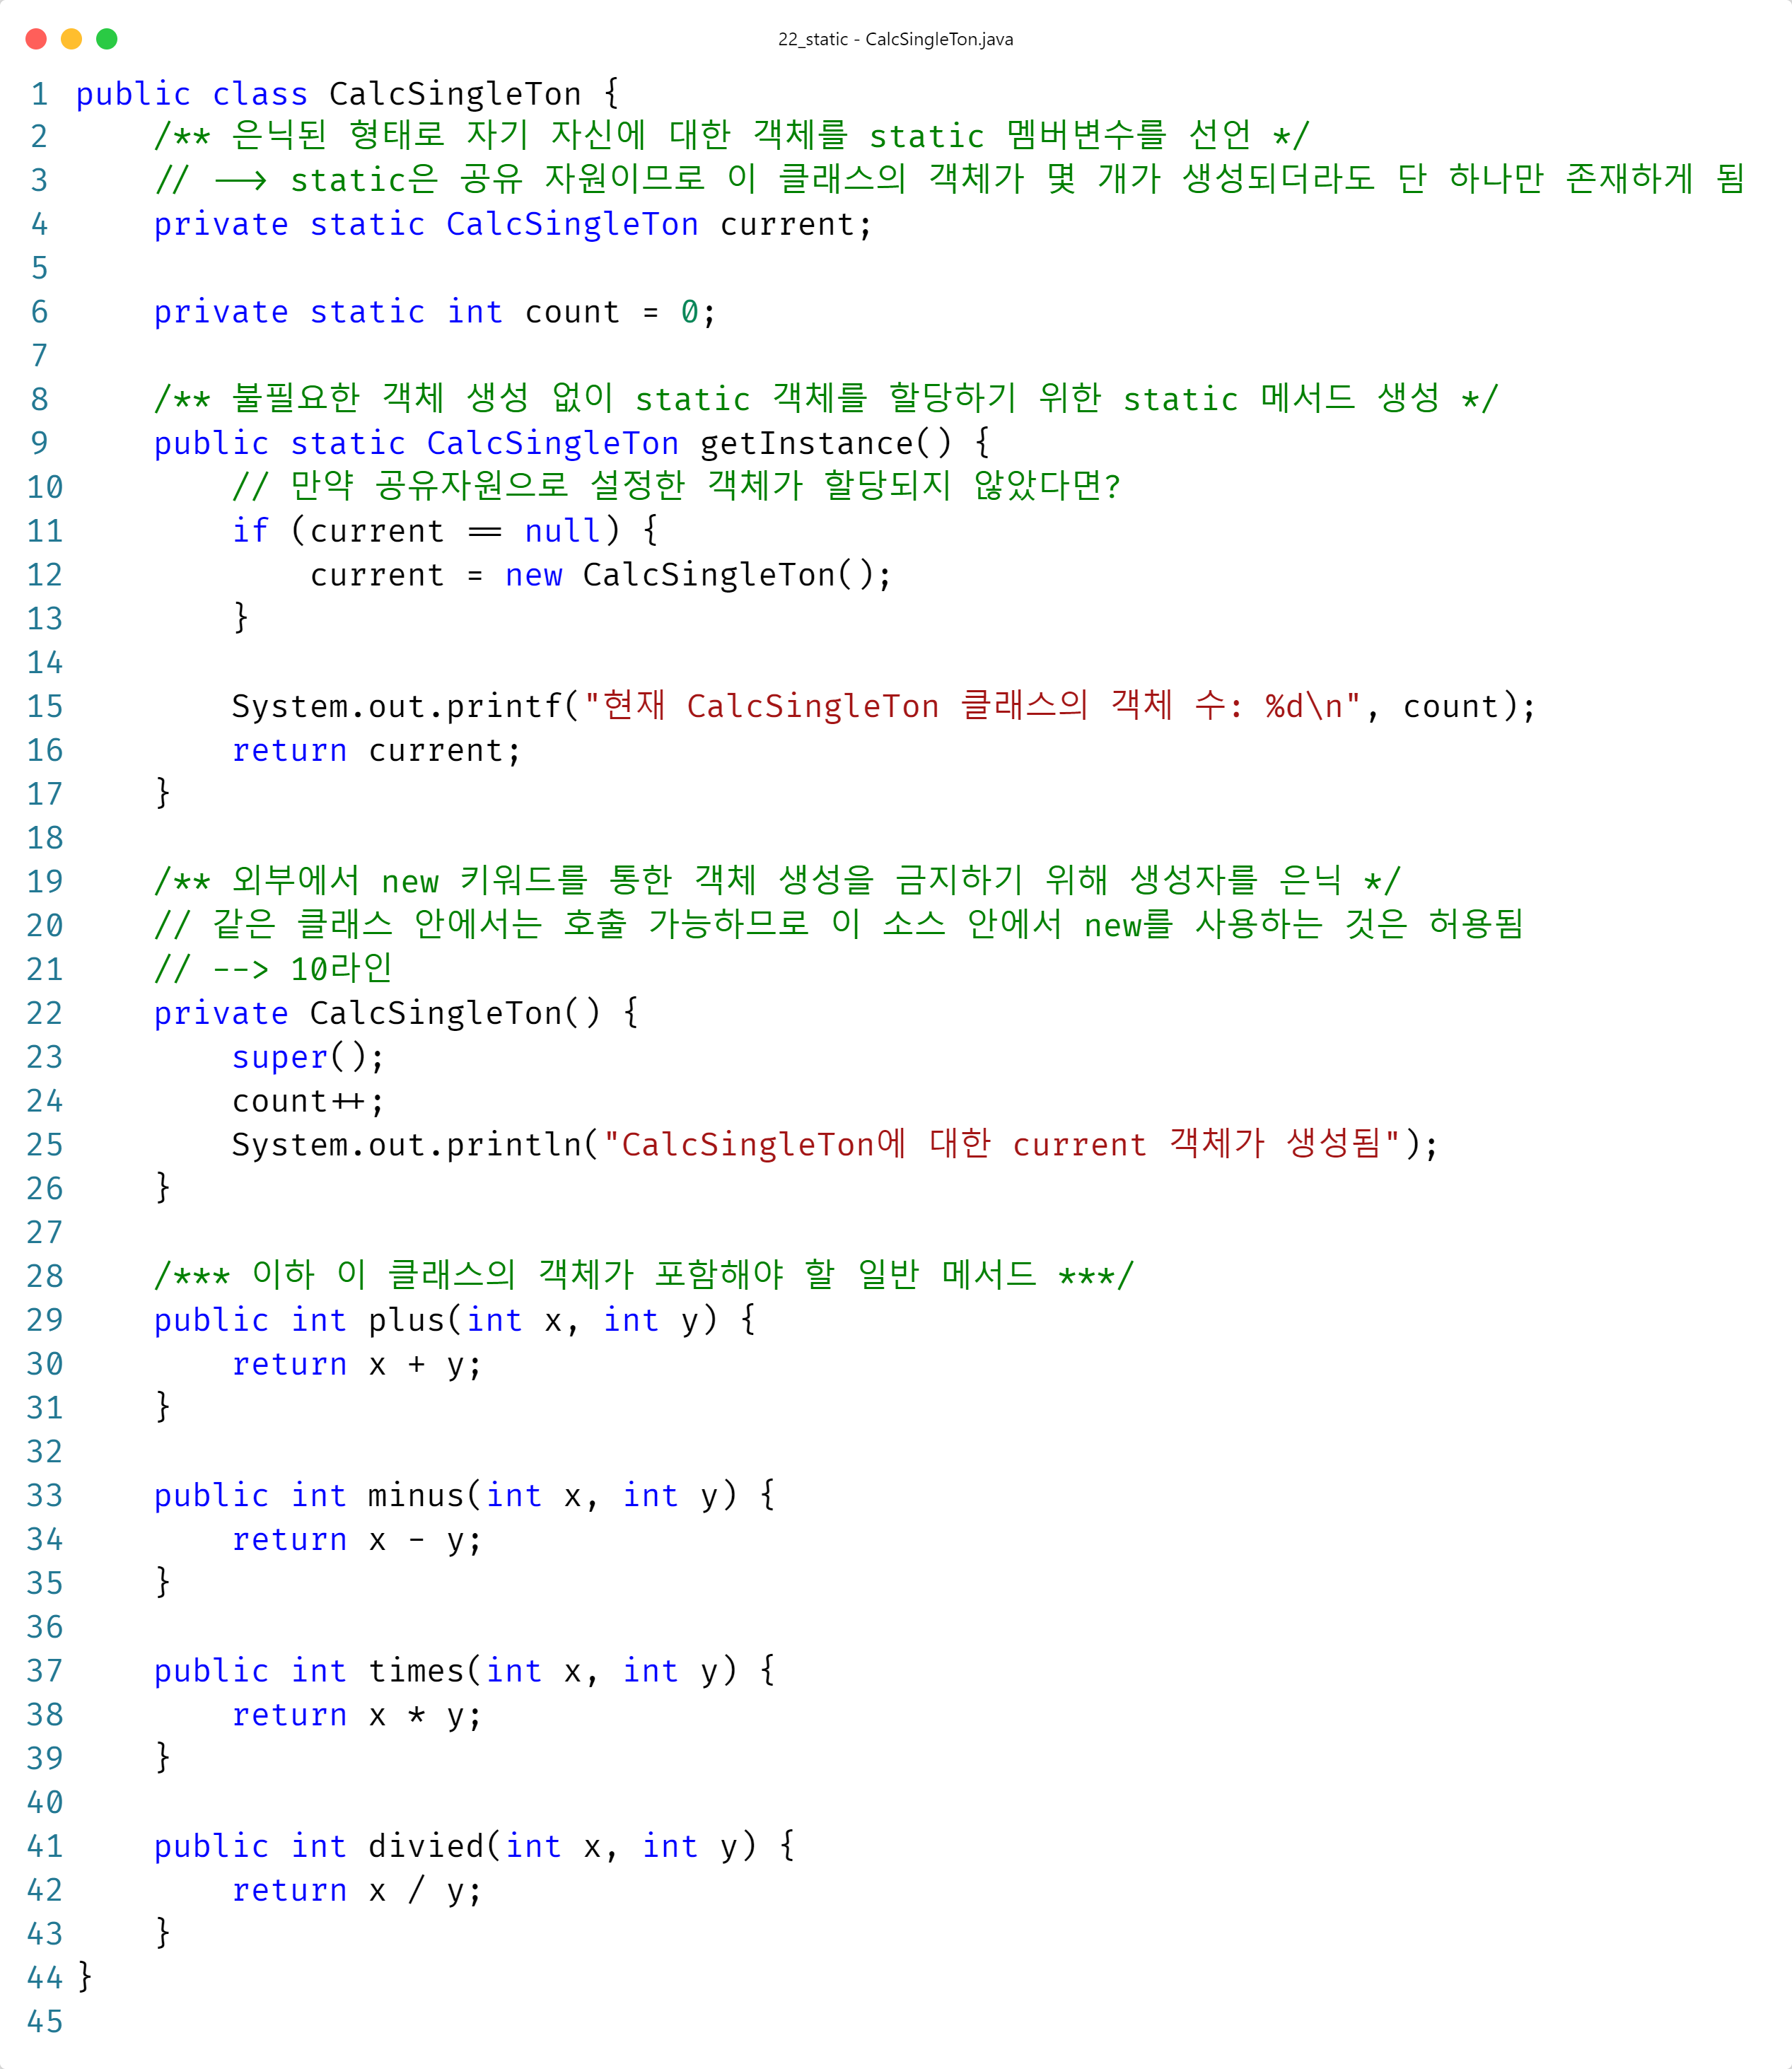 22_static - CalcSingleTon.java
1 public class CalcSingleTon {
2     /** 은닉된 형태로 자기 자신에 대한 객체를 static 멤버변수를 선언 */
3     // --> static은 공유 자원이므로 이 클래스의 객체가 몇 개가 생성되더라도 단 하나만 존재하게 됨
4     private static CalcSingleTon current;
5
6     private static int count = 0;
7
8     /** 불필요한 객체 생성 없이 static 객체를 할당하기 위한 static 메서드 생성 */
9     public static CalcSingleTon getInstance() {
10         // 만약 공유자원으로 설정한 객체가 할당되지 않았다면?
11         if (current == null) {
12             current = new CalcSingleTon();
13         }
14
15         System.out.printf("현재 CalcSingleTon 클래스의 객체 수: %d\n", count);
16         return current;
17     }
18
19     /** 외부에서 new 키워드를 통한 객체 생성을 금지하기 위해 생성자를 은닉 */
20     // 같은 클래스 안에서는 호출 가능하므로 이 소스 안에서 new를 사용하는 것은 허용됨
21     // --> 10라인
22     private CalcSingleTon() {
23         super();
24         count++;
25         System.out.println("CalcSingleTon에 대한 current 객체가 생성됨");
26     }
27
28     /*** 이하 이 클래스의 객체가 포함해야 할 일반 메서드 ***/
29     public int plus(int x, int y) {
30         return x + y;
31     }
32
33     public int minus(int x, int y) {
34         return x - y;
35     }
36
37     public int times(int x, int y) {
38         return x * y;
39     }
40
41     public int divied(int x, int y) {
42         return x / y;
43     }
44 }
45